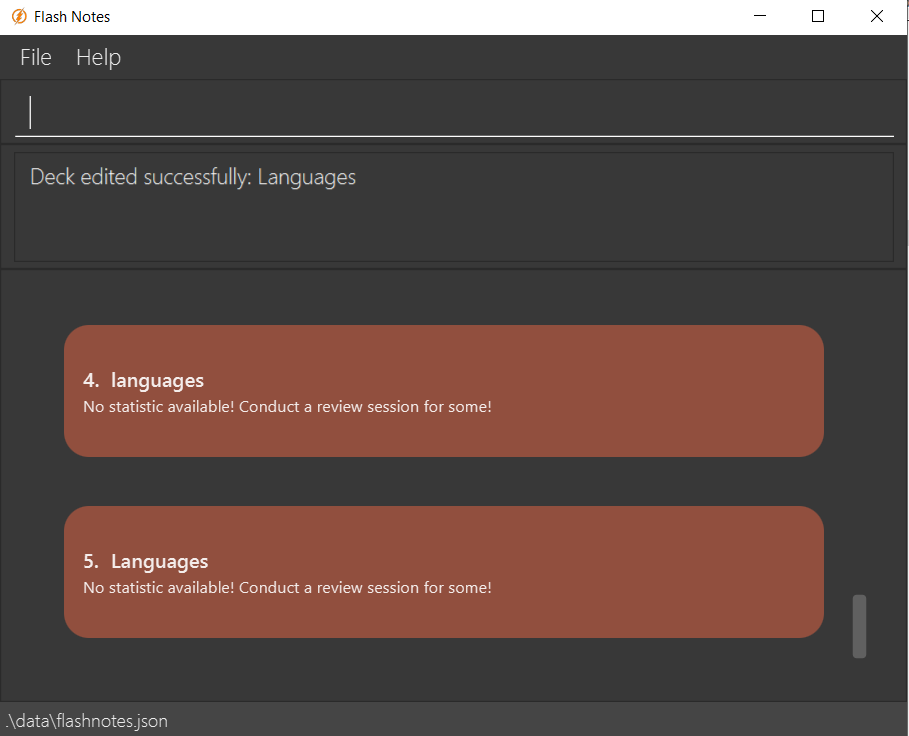 Flash Notes
File Help
Deck edited successfully: Languages
4. languages
No statistic available! Conduct a review session for some!
5. Languages
No statistic available! Conduct a review session for some!
.\data\flashnotes.json